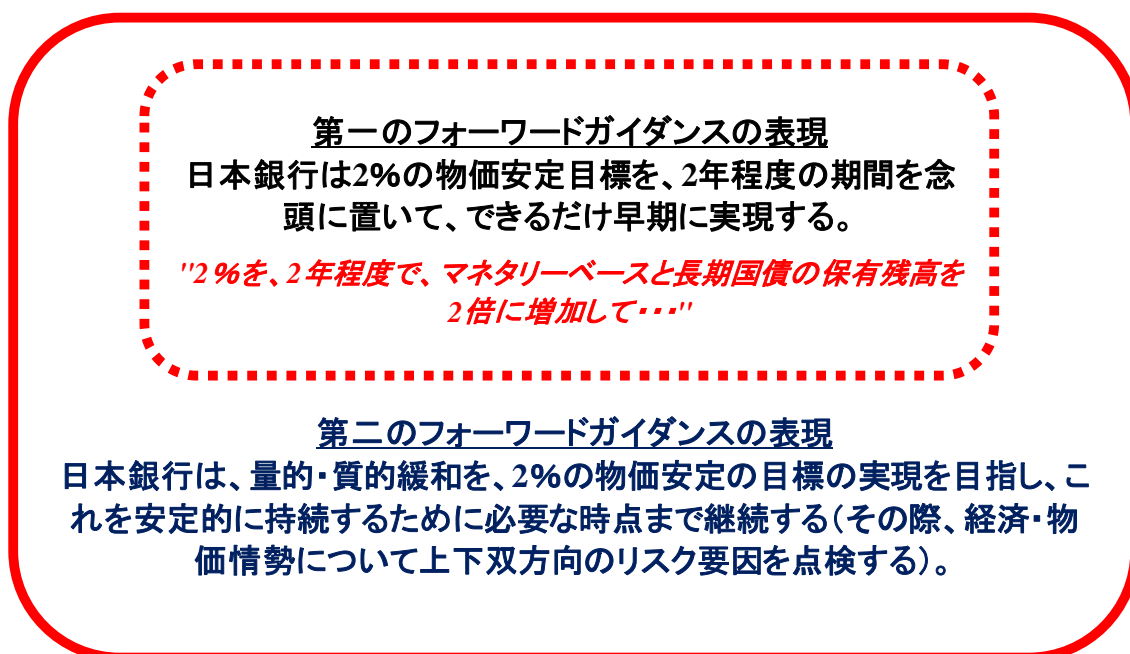 第一のフォーワードガイダンスの表現
日本銀行は2%の物価安定目標を、2年程度の期間を念
頭に置いて、できるだけ早期に実現する。
"2%を、2年程度で、マネタリーベースと長期国債の保有残高を
2倍に増加して･･･"
第二のフォーワードガイダンスの表現
日本銀行は、量的・質的緩和を、2%の物価安定の目標の実現を目指し、こ
れを安定的に持続するために必要な時点まで継続する(その際、経済・物
価情勢について上下双方向のリスク要因を点検する)。